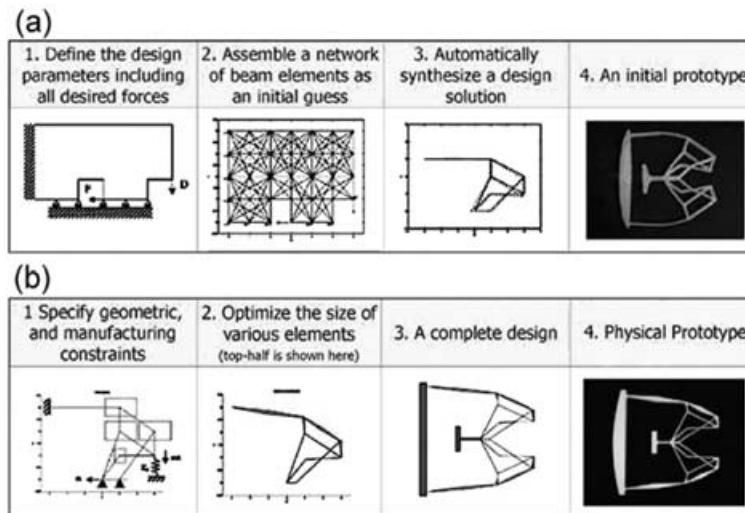 (a)
1. Define the design
parameters including
all desired forces
2. Assemble a network
of beam elements as
an initial guess
3. Automatically
synthesize a design
solution
4. An initial prototype
F
D
(b)
1 Specify geometric,
and manufacturing
constraints
2. Optimize the size of
various elements
(top-half is shown here)
3. A complete design
4. Physical Prototype